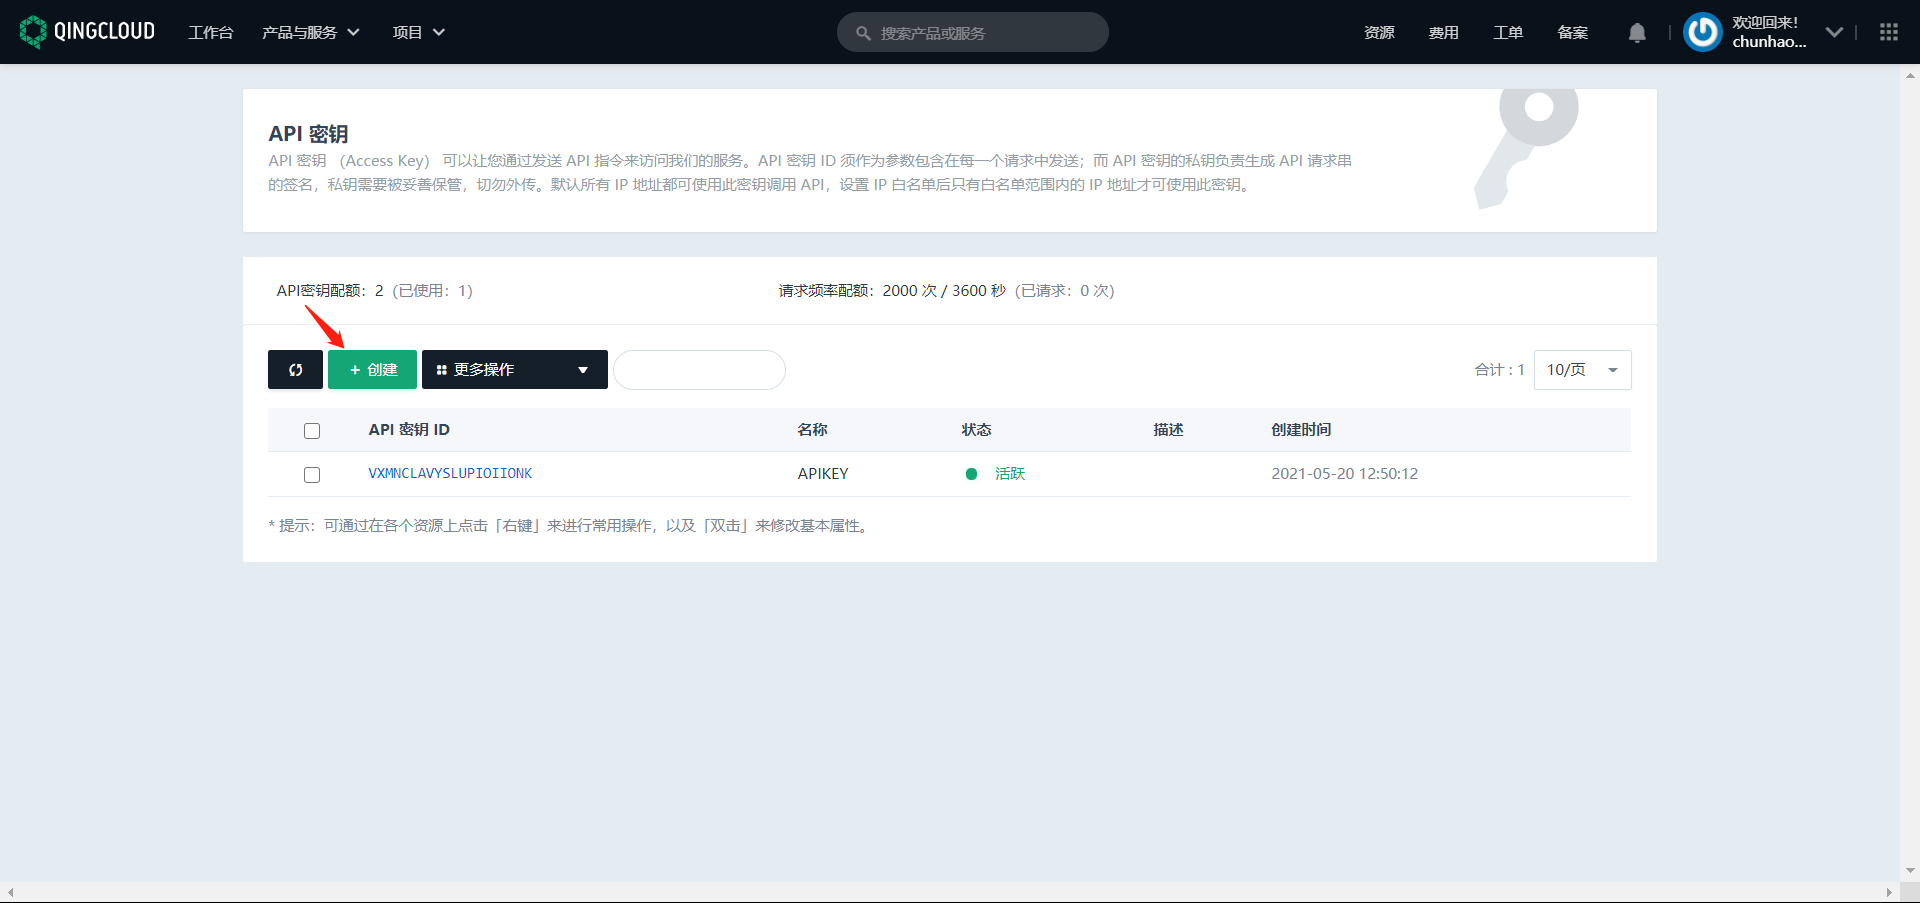 QINGCLOUD 工作台 产品与服务 项目 搜索产品或服务 资源 费用 工单 备案 欢迎回来!
chunhao...
API 密钥
API 密钥 （Access Key） 可以让您通过发送 API 指令来访问我们的服务。API 密钥 ID 须作为参数包含在每一个请求中发送；而 API 密钥的私钥负责生成 API 请求串
的签名，私钥需要被妥善保管，切勿外传。默认所有 IP 地址都可使用此密钥调用 API，设置 IP 白名单后只有白名单范围内的 IP 地址才可使用此密钥。
API密钥配额：2 (已使用：1) 请求频率配额：2000 次 / 3600 秒 (已请求：0 次)
+ 创建 更多操作 合计 : 1 10/页
API 密钥 ID 名称 状态 描述 创建时间
VXMNCLAVYSLUPIOIIONK APIKEY 活跃 2021-05-20 12:50:12
* 提示：可通过在各个资源上点击「右键」来进行常用操作，以及「双击」来修改基本属性。